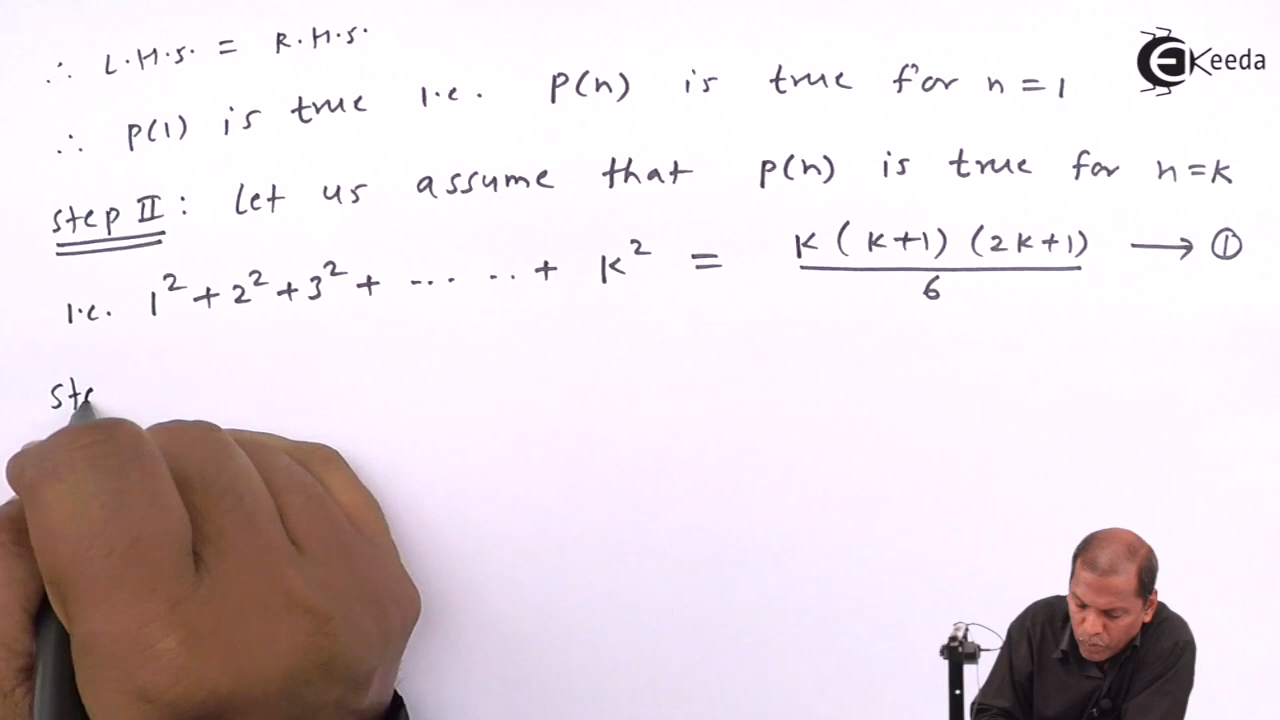 ∴ L.H.S. = R.H.S.
EKeeda
∴ P(1) is true i.e. P(n) is true for n = 1
Step II : Let us assume that P(n) is true for n=k
i.e. 1² + 2² + 3² + ... .. + k² = k (k+1) (2k+1) / 6 → ①
Ste